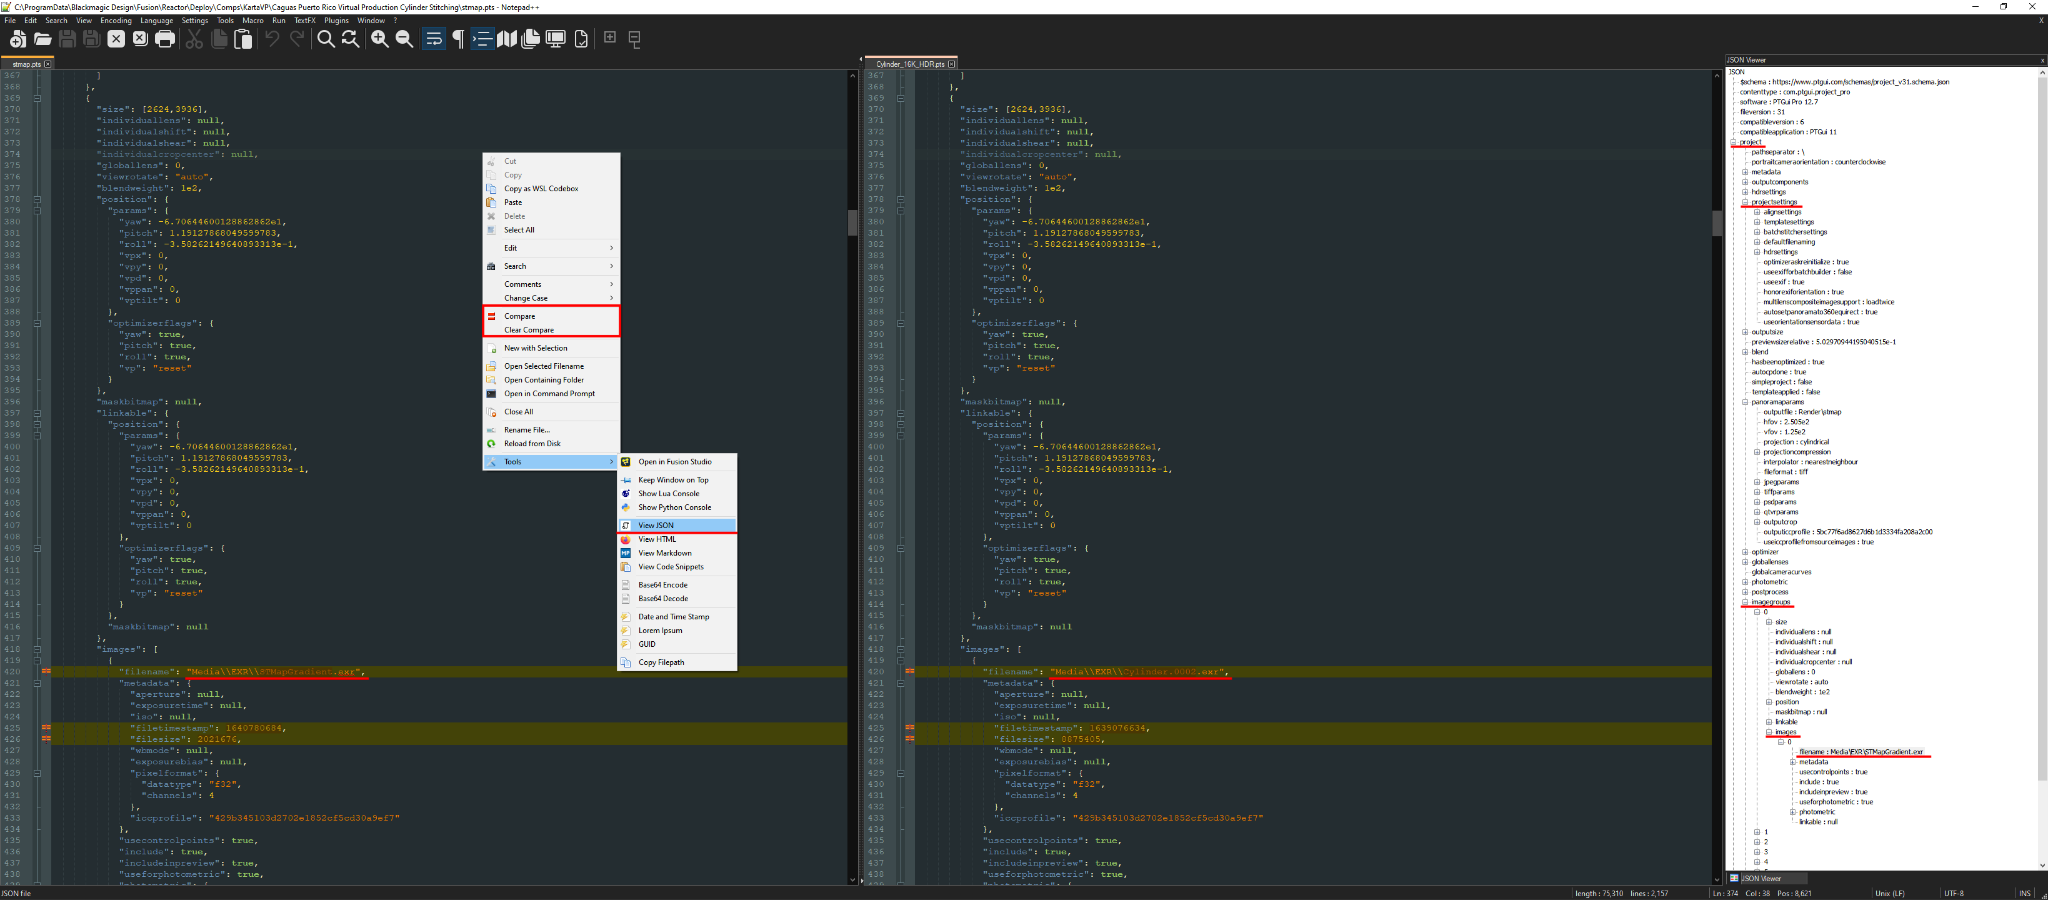 C:\ProgramData\Blackmagic Design\Fusion\Reactor\Deploy\Comps\KartaVP\Caguas Puerto Rico Virtual Production Cylinder Stitching\stmap.pts - Notepad++
File Edit Search View Encoding Language Settings Tools Macro Run TextFX Plugins Window ?
stmap.pts
367 ]
368 },
369 {
370 "size": [2624,3936],
371 "individuallens": null,
372 "individualshift": null,
373 "individualshear": null,
374 "individualcropcenter": null,
375 "globallens": 0,
376 "viewrotate": "auto",
377 "blendweight": 1e2,
378 "position": {
379 "params": {
380 "yaw": -6.70644600128862862e1,
381 "pitch": 1.19127868049599783,
382 "roll": -3.58262149640893313e-1,
383 "vpx": 0,
384 "vpy": 0,
385 "vpd": 0,
386 "vppan": 0,
387 "vptilt": 0
388 },
389 "optimizerflags": {
390 "yaw": true,
391 "pitch": true,
392 "roll": true,
393 "vp": "reset"
394 }
395 },
396 "maskbitmap": null,
397 "linkable": {
398 "position": {
399 "params": {
400 "yaw": -6.70644600128862862e1,
401 "pitch": 1.19127868049599783,
402 "roll": -3.58262149640893313e-1,
403 "vpx": 0,
404 "vpy": 0,
405 "vpd": 0,
406 "vppan": 0,
407 "vptilt": 0
408 },
409 "optimizerflags": {
410 "yaw": true,
411 "pitch": true,
412 "roll": true,
413 "vp": "reset"
414 }
415 },
416 "maskbitmap": null
417 },
418 "images": [
419 {
420 "filename": "Media\\EXR\\STMapGradient.exr",
421 "metadata": {
422 "aperture": null,
423 "exposuretime": null,
424 "iso": null,
425 "filetimestamp": 1640780684,
426 "filesize": 2021676,
427 "wbmode": null,
428 "exposurebias": null,
429 "pixelformat": {
430 "datatype": "f32",
431 "channels": 4
432 },
433 "iccprofile": "429b345103d2702e1852cf5cd30a9ef7"
434 },
435 "usecontrolpoints": true,
436 "include": true,
437 "includeinpreview": true,
438 "useforphotometric": true,
Cut
Copy
Copy as WSL Codebox
Paste
Delete
Select All
Edit
Search
Comments
Change Case
Compare
Clear Compare
New with Selection
Open Selected Filename
Open Containing Folder
Open in Command Prompt
Close All
Rename File...
Reload from Disk
Tools
Open in Fusion Studio
Keep Window on Top
Show Lua Console
Show Python Console
View JSON
View HTML
View Markdown
View Code Snippets
Base64 Encode
Base64 Decode
Date and Time Stamp
Lorem Ipsum
GUID
Copy Filepath
Cylinder_16K_HDR.pts
367 ]
368 },
369 {
370 "size": [2624,3936],
371 "individuallens": null,
372 "individualshift": null,
373 "individualshear": null,
374 "individualcropcenter": null,
375 "globallens": 0,
376 "viewrotate": "auto",
377 "blendweight": 1e2,
378 "position": {
379 "params": {
380 "yaw": -6.70644600128862862e1,
381 "pitch": 1.19127868049599783,
382 "roll": -3.58262149640893313e-1,
383 "vpx": 0,
384 "vpy": 0,
385 "vpd": 0,
386 "vppan": 0,
387 "vptilt": 0
388 },
389 "optimizerflags": {
390 "yaw": true,
391 "pitch": true,
392 "roll": true,
393 "vp": "reset"
394 }
395 },
396 "maskbitmap": null,
397 "linkable": {
398 "position": {
399 "params": {
400 "yaw": -6.70644600128862862e1,
401 "pitch": 1.19127868049599783,
402 "roll": -3.58262149640893313e-1,
403 "vpx": 0,
404 "vpy": 0,
405 "vpd": 0,
406 "vppan": 0,
407 "vptilt": 0
408 },
409 "optimizerflags": {
410 "yaw": true,
411 "pitch": true,
412 "roll": true,
413 "vp": "reset"
414 }
415 },
416 "maskbitmap": null
417 },
418 "images": [
419 {
420 "filename": "Media\\EXR\\Cylinder.0002.exr",
421 "metadata": {
422 "aperture": null,
423 "exposuretime": null,
424 "iso": null,
425 "filetimestamp": 1639076634,
426 "filesize": 8875405,
427 "wbmode": null,
428 "exposurebias": null,
429 "pixelformat": {
430 "datatype": "f32",
431 "channels": 4
432 },
433 "iccprofile": "429b345103d2702e1852cf5cd30a9ef7"
434 },
435 "usecontrolpoints": true,
436 "include": true,
437 "includeinpreview": true,
438 "useforphotometric": true,
JSON Viewer
JSON
$schema : https://www.ptgui.com/schemas/project_v31.schema.json
contenttype : com.ptgui.project_pro
software : PTGui Pro 12.7
fileversion : 31
compatibleversion : 6
compatibleapplication : PTGui 11
project
pathseparator : \
portraitcameraorientation : counterclockwise
metadata
outputcomponents
hdrsettings
projectsettings
alignsettings
templatesettings
batchstitchersettings
defaultfilenaming
hdrsettings
optimizeraskreinitialize : true
useexifforbatchbuilder : false
useexif : true
honorexiforientation : true
multilenscompositeimagesupport : loadtwice
autosetpanoramato360equirect : true
useorientationsensordata : true
outputsize
previewsizerelative : 5.02970944195040515e-1
blend
hasbeenoptimized : true
autocpdone : true
simpleproject : false
templateapplied : false
panoramaparams
outputfile : Render\stmap
hfov : 2.505e2
vfov : 1.25e2
projection : cylindrical
projectionparams
interpolator : nearestneighbour
fileformat : tiff
jpegparams
tiffparams
psdparams
qtvrparams
outputcrop
outputiccprofile : 5bc77f6ad8627d6b1d3334fa208a2c00
useiccprofilefromsourceimages : true
optimizer
globallenses
globalcameracurves
photometric
postprocess
imagegroups
0
size
individuallens : null
individualshift : null
individualshear : null
individualcropcenter : null
globallens : 0
viewrotate : auto
blendweight : 1e2
position
maskbitmap : null
linkable
images
0
filename : Media\EXR\STMapGradient.exr
metadata
usecontrolpoints : true
include : true
includeinpreview : true
useforphotometric : true
photometric
linkable : null
1
2
3
4
JSON Viewer
JSON file
length : 75,310 lines : 2,157
Ln : 374 Col : 38 Pos : 8,621
Unix (LF)
UTF-8
INS